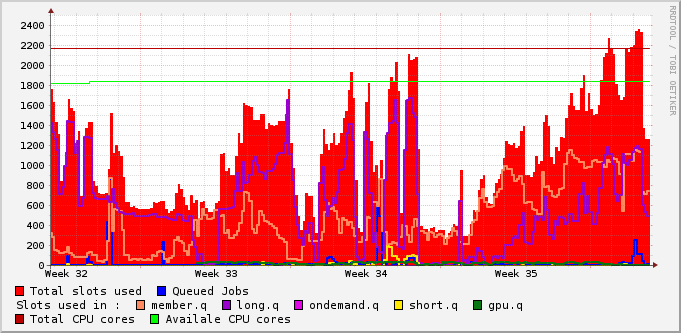 RRDTOOL / TOBI OETIKER
2400
2200
2000
1800
1600
1400
1200
1000
800
600
400
200
0
Week 32 Week 33 Week 34 Week 35
Total slots used Queued Jobs
Slots used in : member.q long.q ondemand.q short.q gpu.q
Total CPU cores Availale CPU cores